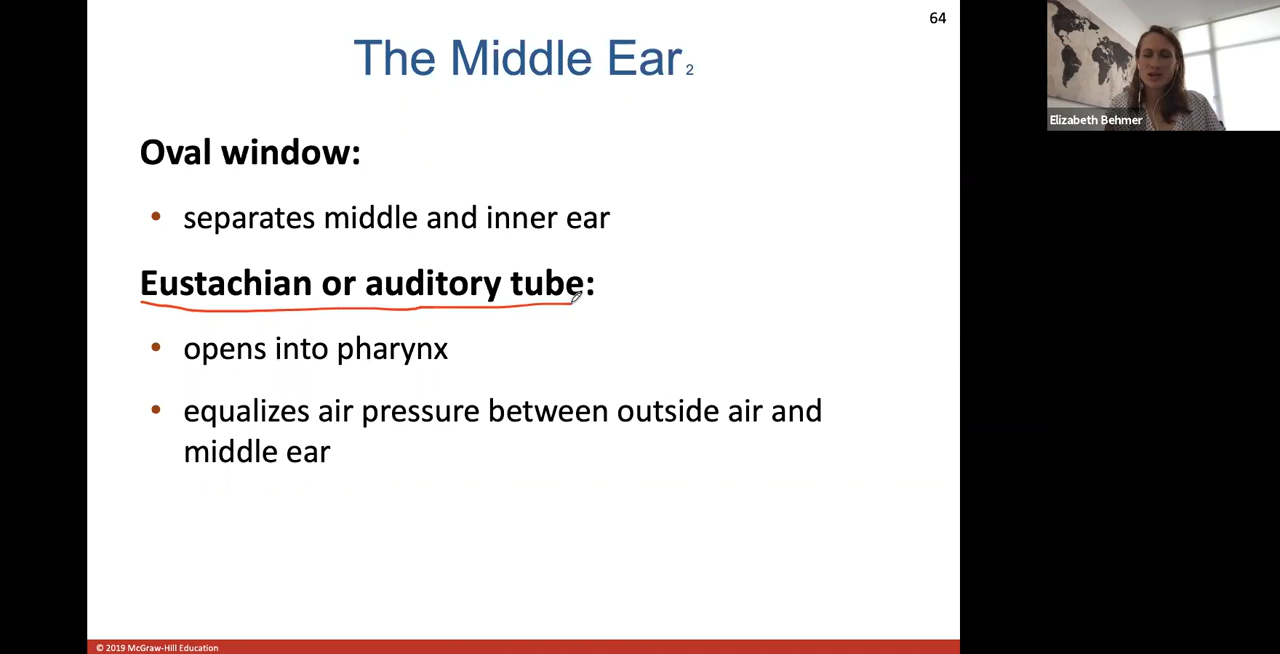 64
The Middle Ear 2
Elizabeth Behmer
Oval window:
• separates middle and inner ear
Eustachian or auditory tube:
• opens into pharynx
• equalizes air pressure between outside air and
middle ear
© 2019 McGraw-Hill Education